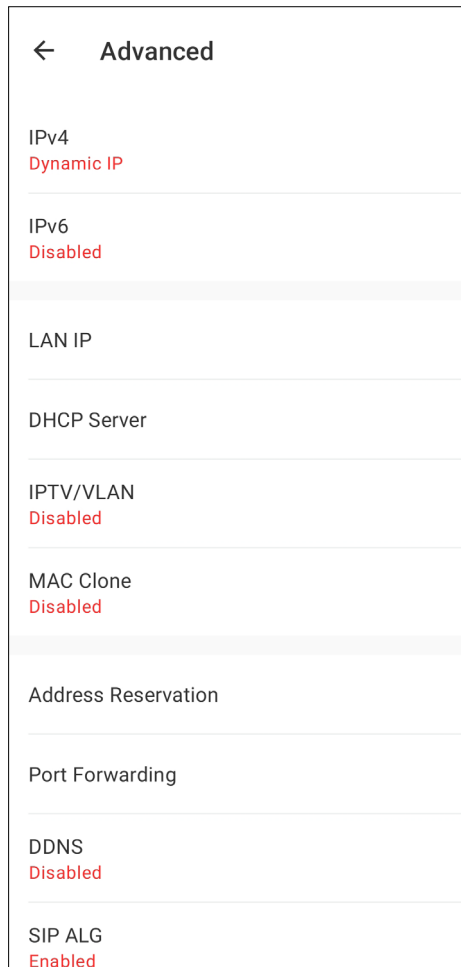 Advanced
IPv4
Dynamic IP
IPv6
Disabled
LAN IP
DHCP Server
IPTV/VLAN
Disabled
MAC Clone
Disabled
Address Reservation
Port Forwarding
DDNS
Disabled
SIP ALG
Enabled